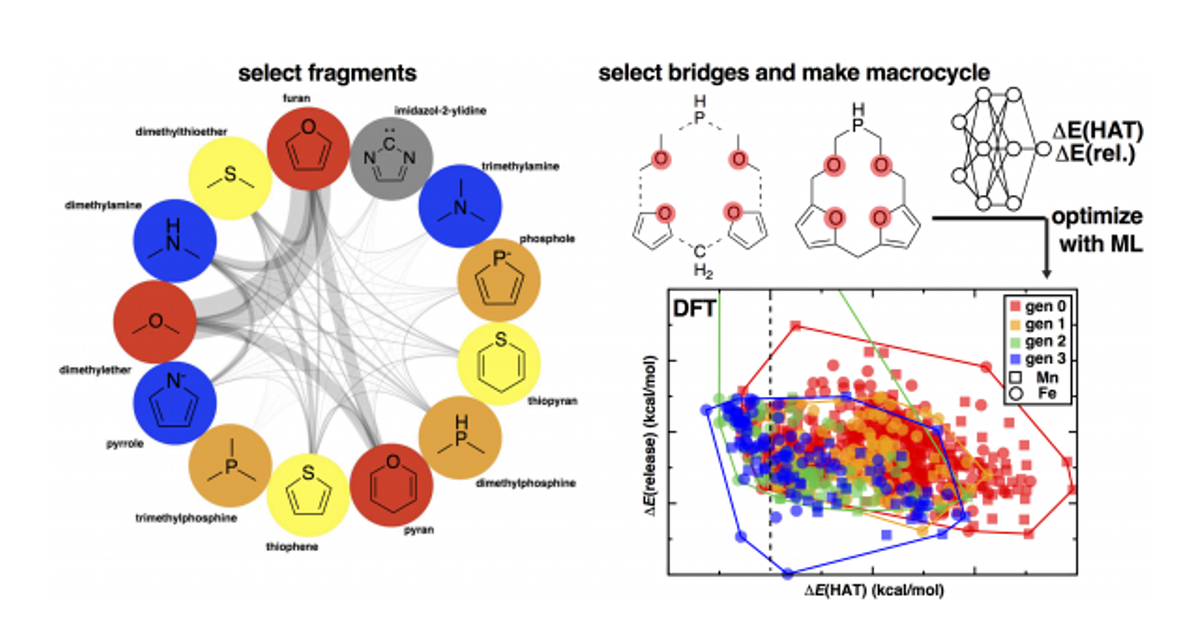 select fragments
furan
imidazol-2-ylidine
dimethylthioether
trimethylamine
dimethylamine
phosphole
dimethylether
thiopyran
pyrrole
dimethylphosphine
trimethylphosphine
pyran
thiophene
O
C
N N
S
N
H
N
P-
O
S
N-
H
P
P
S
O
select bridges and make macrocycle
H
P
O O
O O
C
H2
H
P
O O
O O
ΔE(HAT)
ΔE(rel.)
optimize
with ML
DFT
gen 0
gen 1
gen 2
gen 3
Mn
Fe
ΔE(release) (kcal/mol)
ΔE(HAT) (kcal/mol)